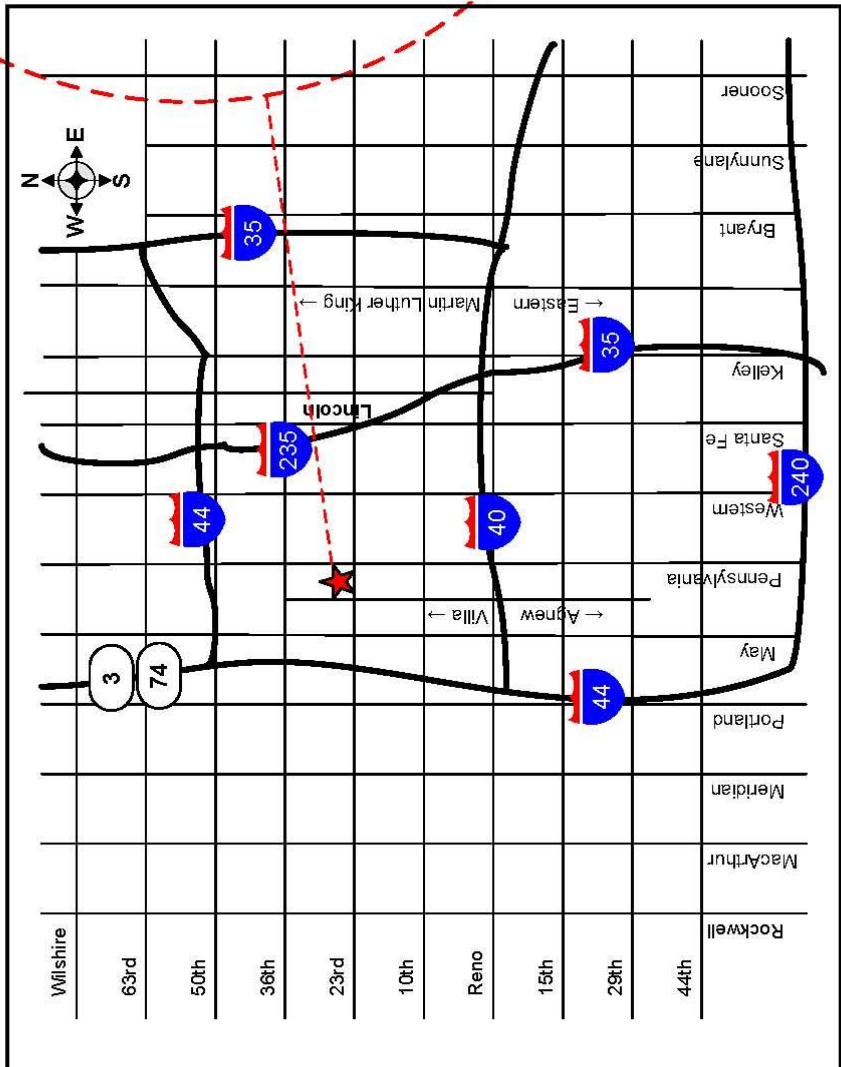 Sooner
N
E
S
W
Sunnylane
35
Bryant
Martin Luther King →
← Eastern
35
Kelley
Lincoln
235
Santa Fe
240
44
40
Western
Pennsylvania
Villa →
← Agnew
May
3
74
44
Portland
Meridian
MacArthur
Rockwell
Wilshire
63rd
50th
36th
23rd
10th
Reno
15th
29th
44th